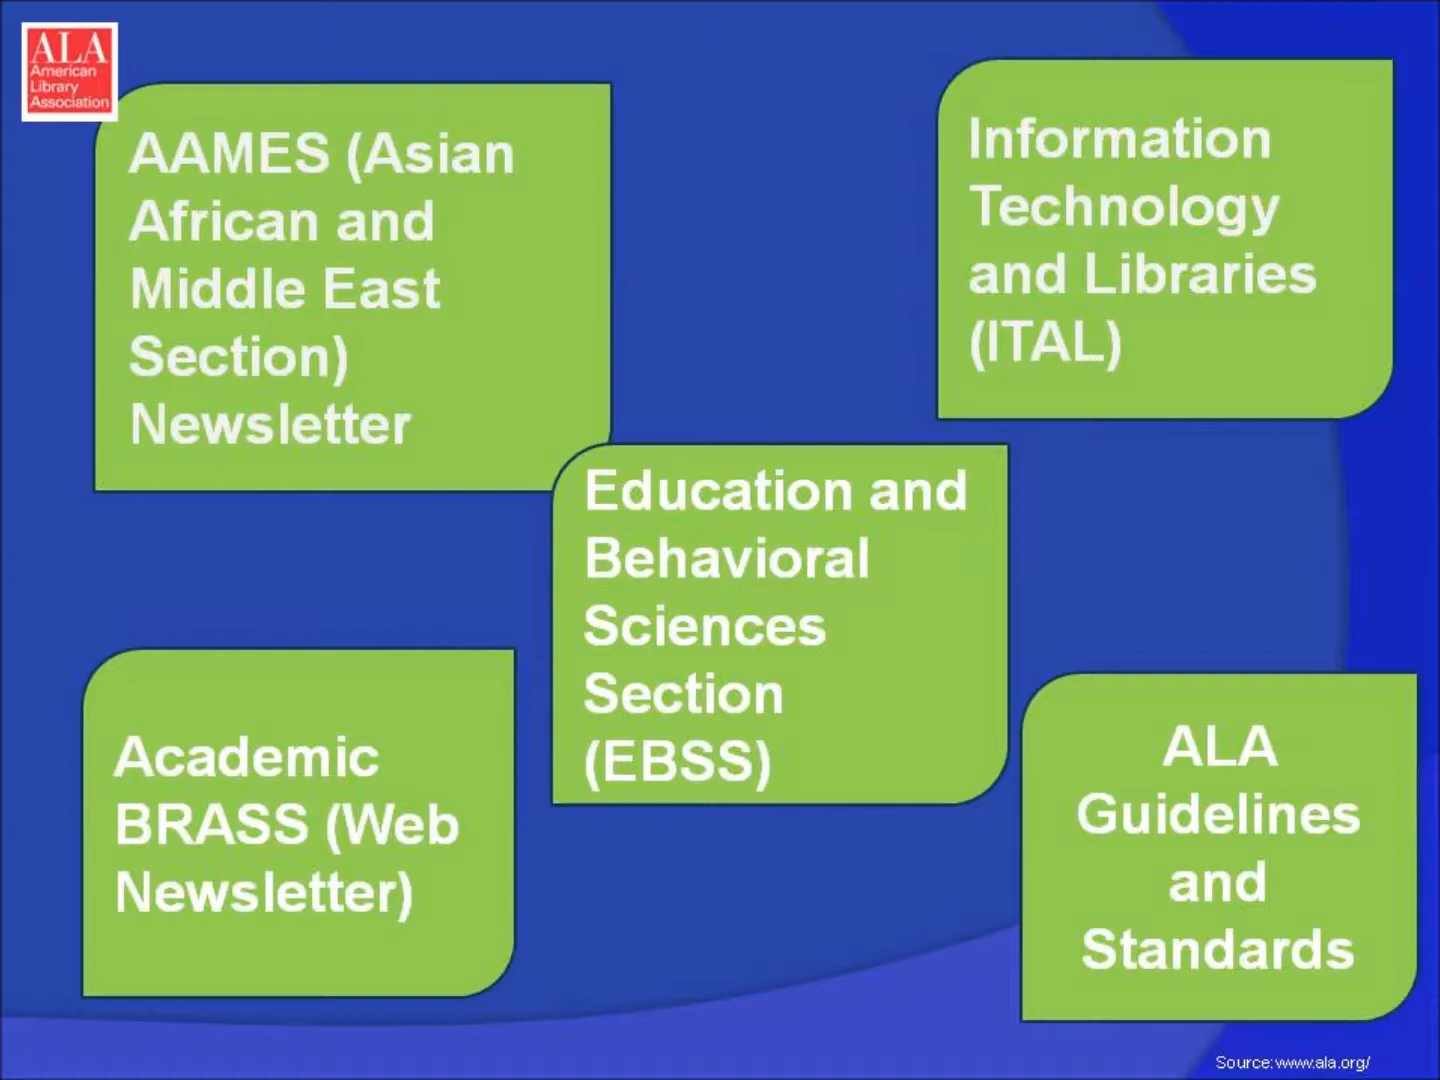 ALA
American
Library
Association
AAMES (Asian
African and
Middle East
Section)
Newsletter
Information
Technology
and Libraries
(ITAL)
Education and
Behavioral
Sciences
Section
(EBSS)
Academic
BRASS (Web
Newsletter)
ALA
Guidelines
and
Standards
Source:www.ala.org/